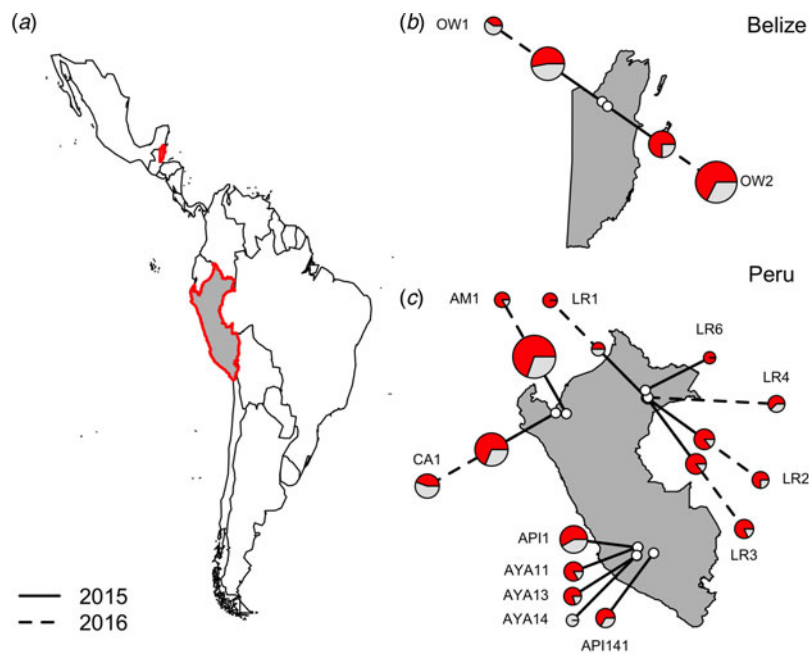 (a)
(b)
Belize
OW1
OW2
Peru
(c)
AM1
LR1
LR6
LR4
CA1
LR2
LR3
API1
AYA11
AYA13
AYA14
API141
2015
2016